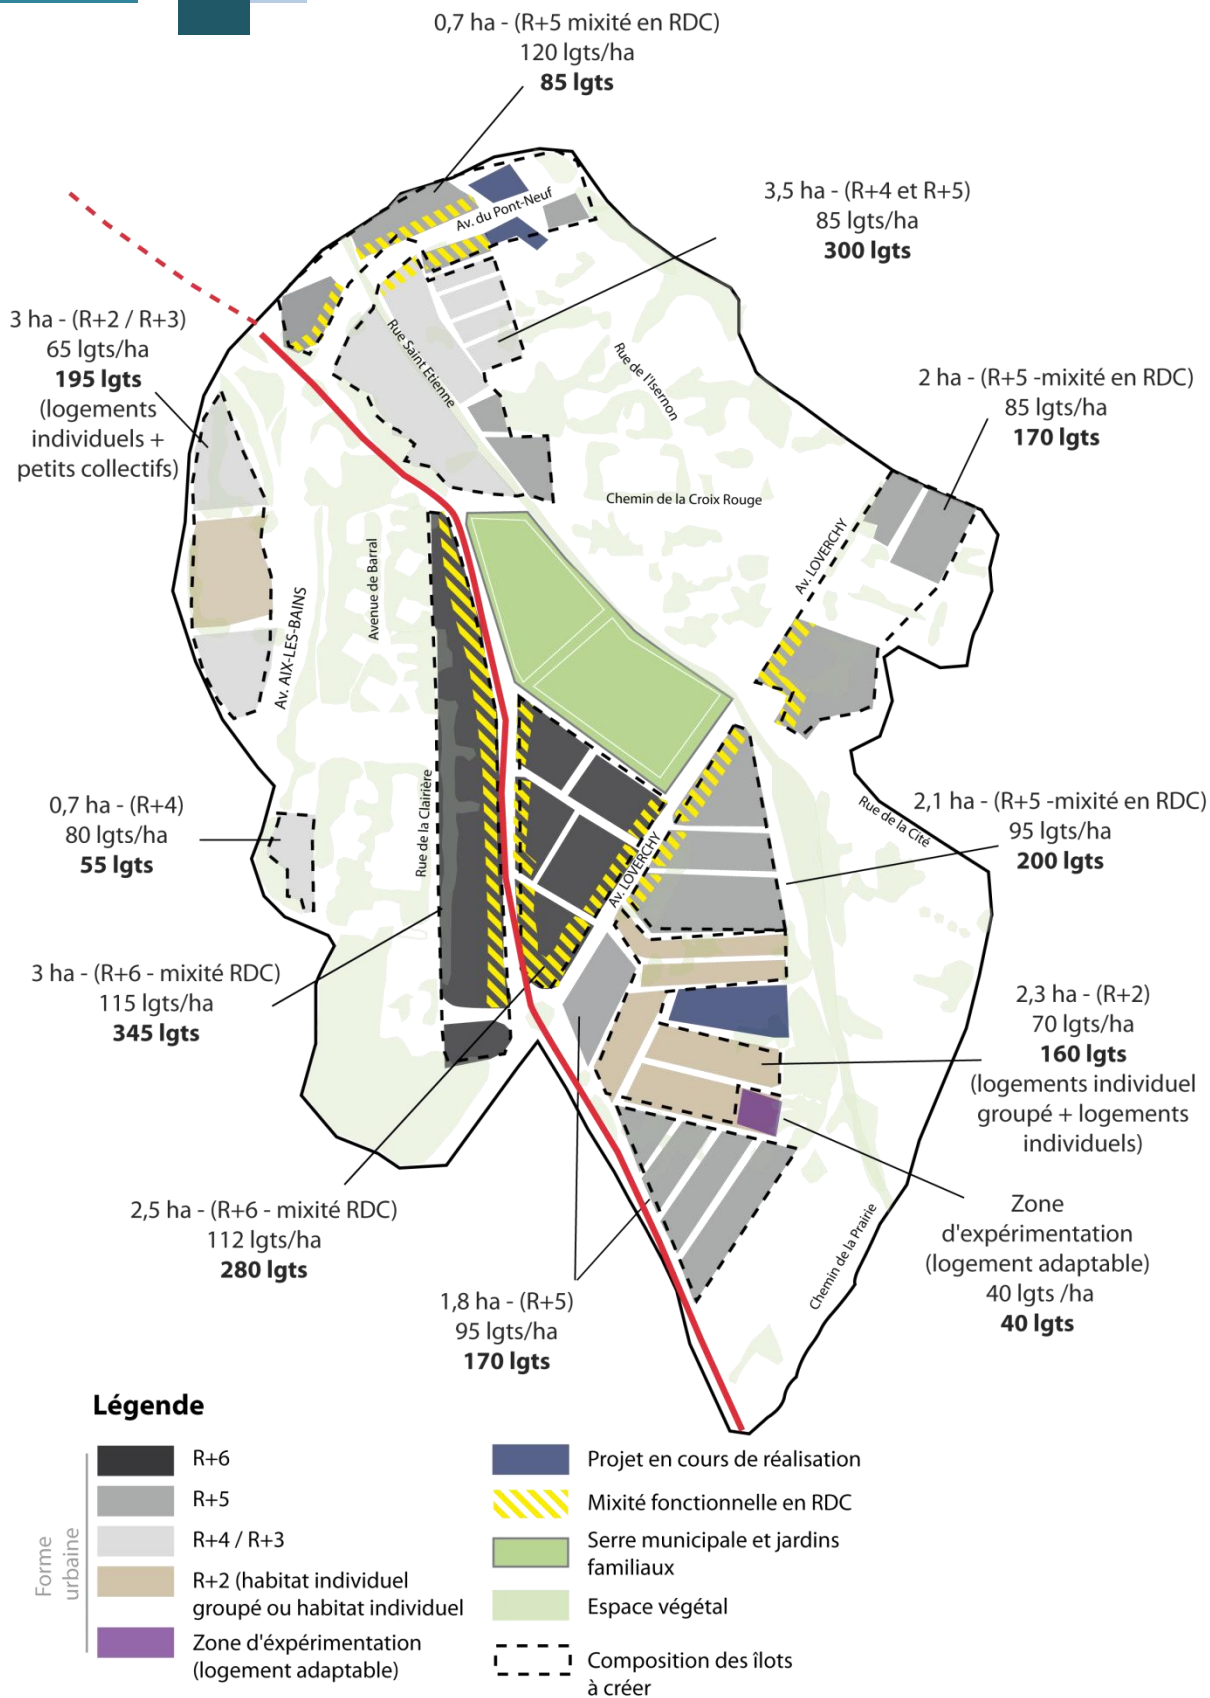 0,7 ha - (R+5 mixité en RDC)
120 lgts/ha
85 lgts
3,5 ha - (R+4 et R+5)
85 lgts/ha
300 lgts
Av. du Pont-Neuf
3 ha - (R+2 / R+3)
65 lgts/ha
195 lgts
(logements
individuels +
petits collectifs)
Rue Saint Etienne
Rue de l'Isernon
2 ha - (R+5 -mixité en RDC)
85 lgts/ha
170 lgts
Chemin de la Croix Rouge
Av. LOVERCHY
Avenue de Barral
Av. AIX-LES-BAINS
0,7 ha - (R+4)
80 lgts/ha
55 lgts
Rue de la Clairière
Av. LOVERCHY
Rue de la Cité
2,1 ha - (R+5 -mixité en RDC)
95 lgts/ha
200 lgts
3 ha - (R+6 - mixité RDC)
115 lgts/ha
345 lgts
2,3 ha - (R+2)
70 lgts/ha
160 lgts
(logements individuel
groupé + logements
individuels)
2,5 ha - (R+6 - mixité RDC)
112 lgts/ha
280 lgts
Zone
d'expérimentation
(logement adaptable)
40 lgts /ha
40 lgts
Chemin de la Prairie
1,8 ha - (R+5)
95 lgts/ha
170 lgts
Légende
Forme
urbaine
R+6
R+5
R+4 / R+3
R+2 (habitat individuel
groupé ou habitat individuel
Zone d'éxpérimentation
(logement adaptable)
Projet en cours de réalisation
Mixité fonctionnelle en RDC
Serre municipale et jardins
familiaux
Espace végétal
Composition des îlots
à créer